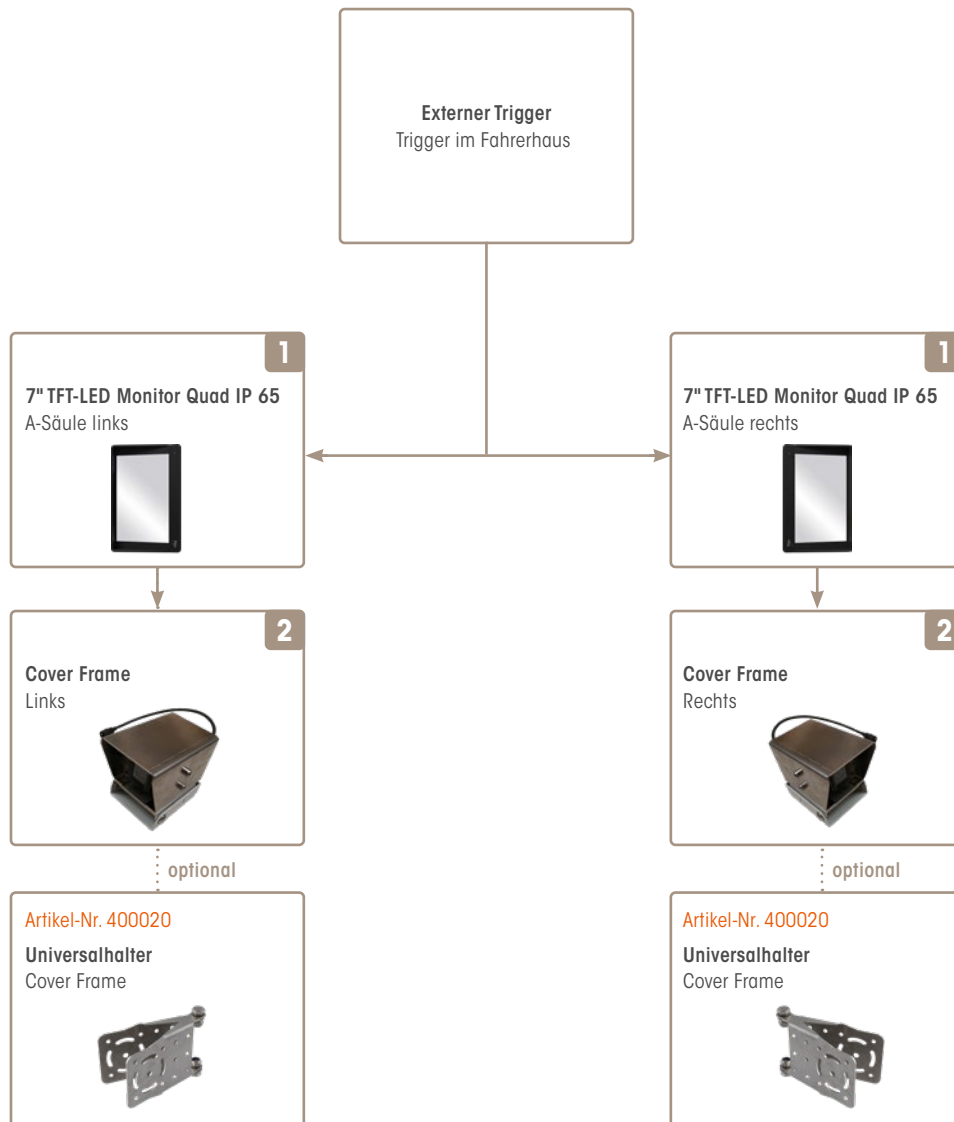 Externer Trigger
Trigger im Fahrerhaus
1
7" TFT-LED Monitor Quad IP 65
A-Säule links
1
7" TFT-LED Monitor Quad IP 65
A-Säule rechts
2
Cover Frame
Links
2
Cover Frame
Rechts
optional
optional
Artikel-Nr. 400020
Universalhalter
Cover Frame
Artikel-Nr. 400020
Universalhalter
Cover Frame